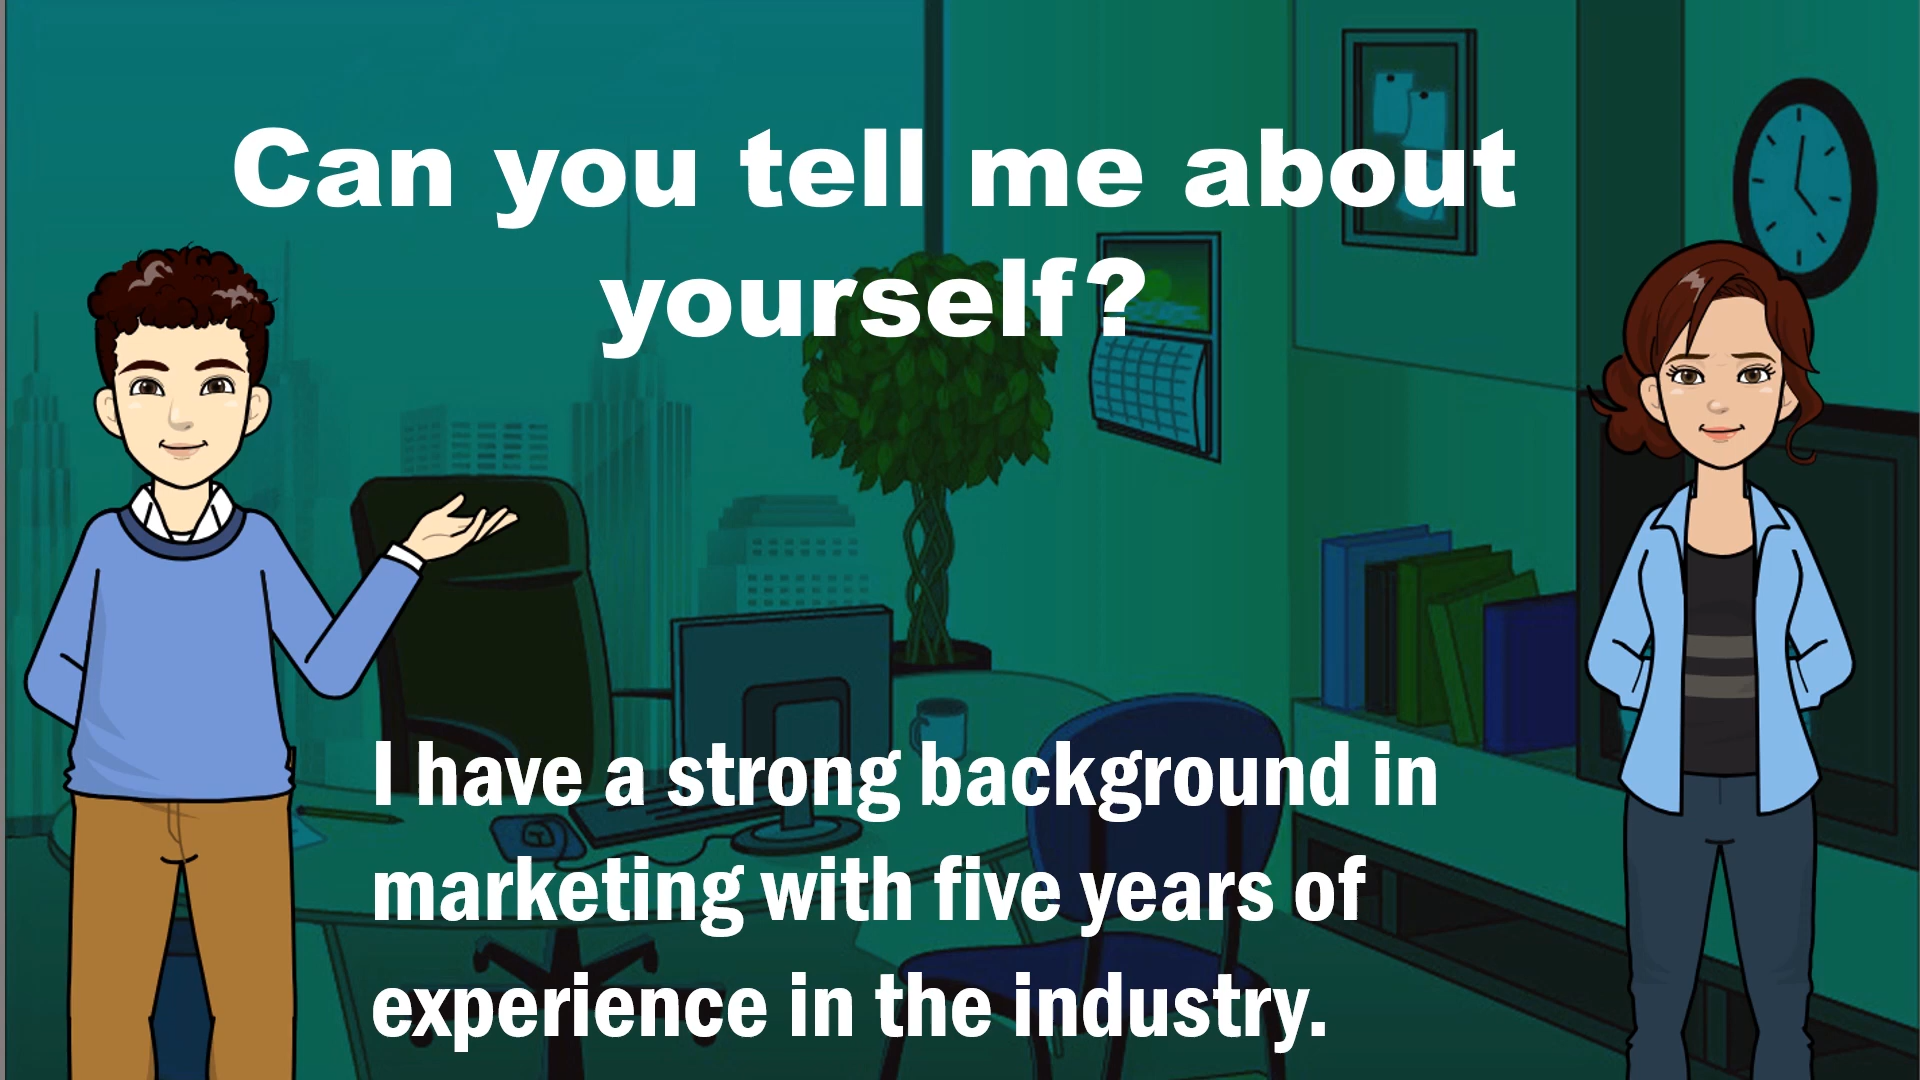 Can you tell me about
yourself?
I have a strong background in
marketing with five years of
experience in the industry.